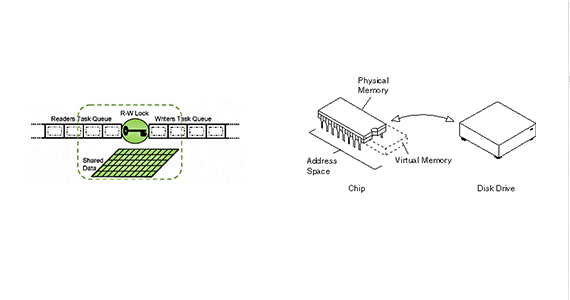 R-W Lock
Readers Task Queue
Writers Task Queue
Shared
Data
Physical
Memory
Address
Space
Virtual Memory
Chip
Disk Drive